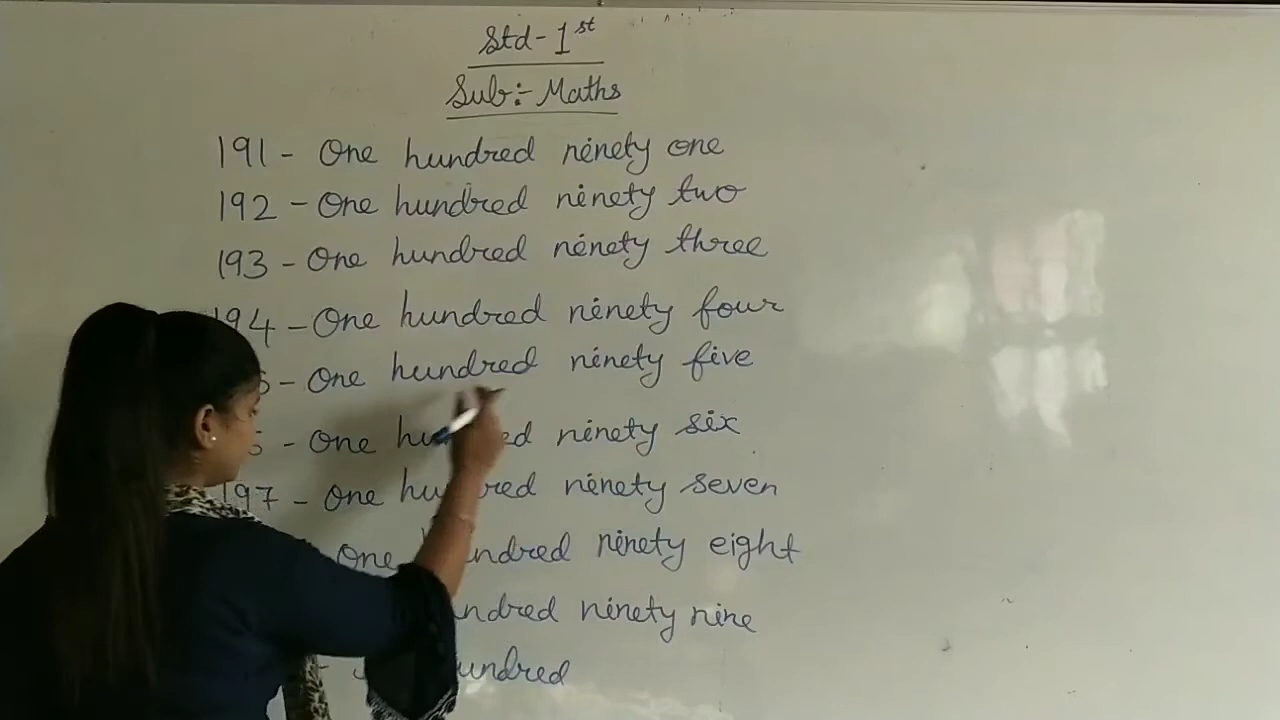 Std - 1st
Sub :- Maths
191 - One hundred ninety one
192 - One hundred ninety two
193 - One hundred ninety three
194 - One hundred ninety four
- One hundred ninety five
- One hundred ninety six
197 - One hundred ninety seven
One hundred ninety eight
hundred ninety nine
hundred